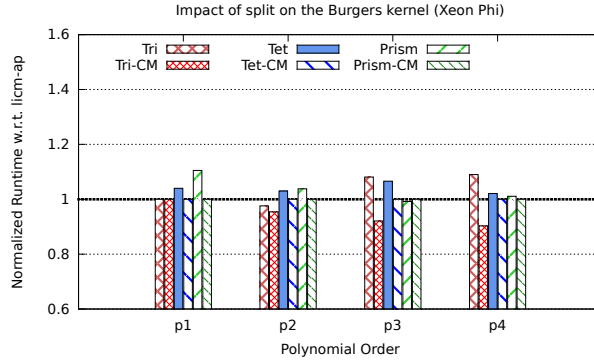 Impact of split on the Burgers kernel (Xeon Phi)
Normalized Runtime w.r.t. licm-ap
1.6
1.4
1.2
1
0.8
0.6
Tri
Tet
Prism
Tri-CM
Tet-CM
Prism-CM
p1
p2
p3
p4
Polynomial Order